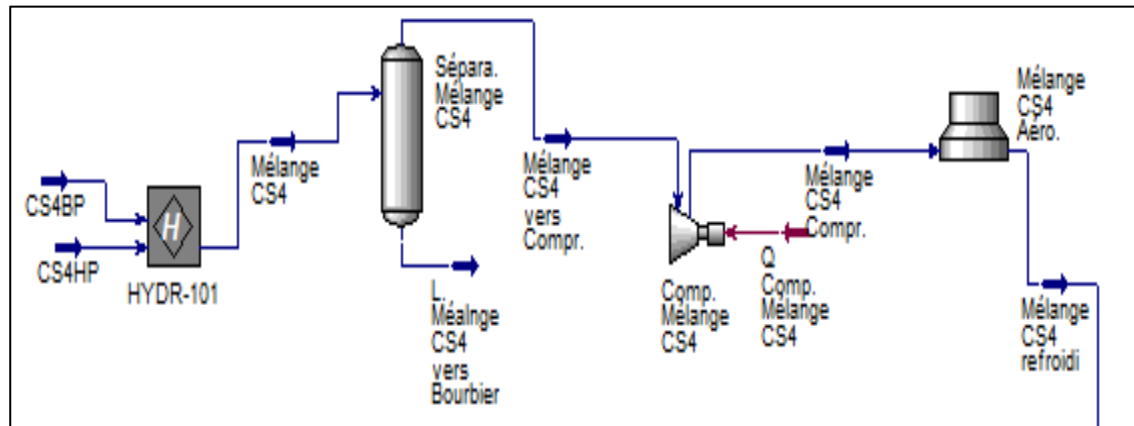 CS4BP
CS4HP
H
HYDR-101
Mélange
CS4
Sépara.
Mélange
CS4
L.
Méalnge
CS4
vers
Bourbier
Mélange
CS4
vers
Compr.
Comp.
Mélange
CS4
Q
Comp.
Mélange
CS4
Mélange
CS4
Compr.
Mélange
CS4
Aéro.
Mélange
CS4
refroidi